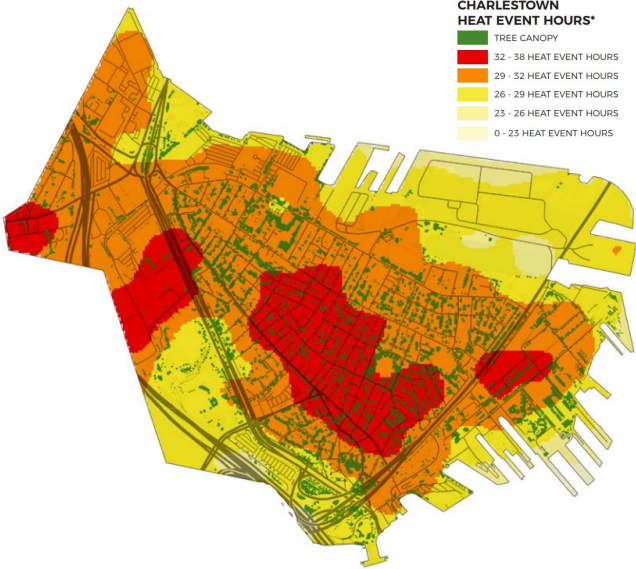 CHARLESTOWN
HEAT EVENT HOURS*
TREE CANOPY
32 - 38 HEAT EVENT HOURS
29 - 32 HEAT EVENT HOURS
26 - 29 HEAT EVENT HOURS
23 - 26 HEAT EVENT HOURS
0 - 23 HEAT EVENT HOURS